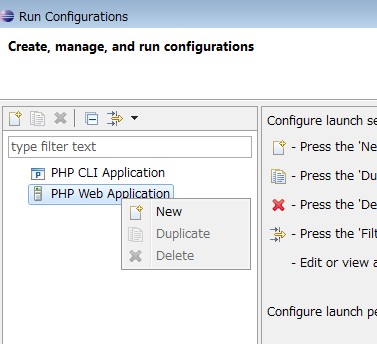 Run Configurations
Create, manage, and run configurations
type filter text
PHP CLI Application
PHP Web Application
New
Duplicate
Delete
Configure launch se
- Press the 'Ne
- Press the 'Du
- Press the 'De
- Press the 'Filt
- Edit or view a
Configure launch pe